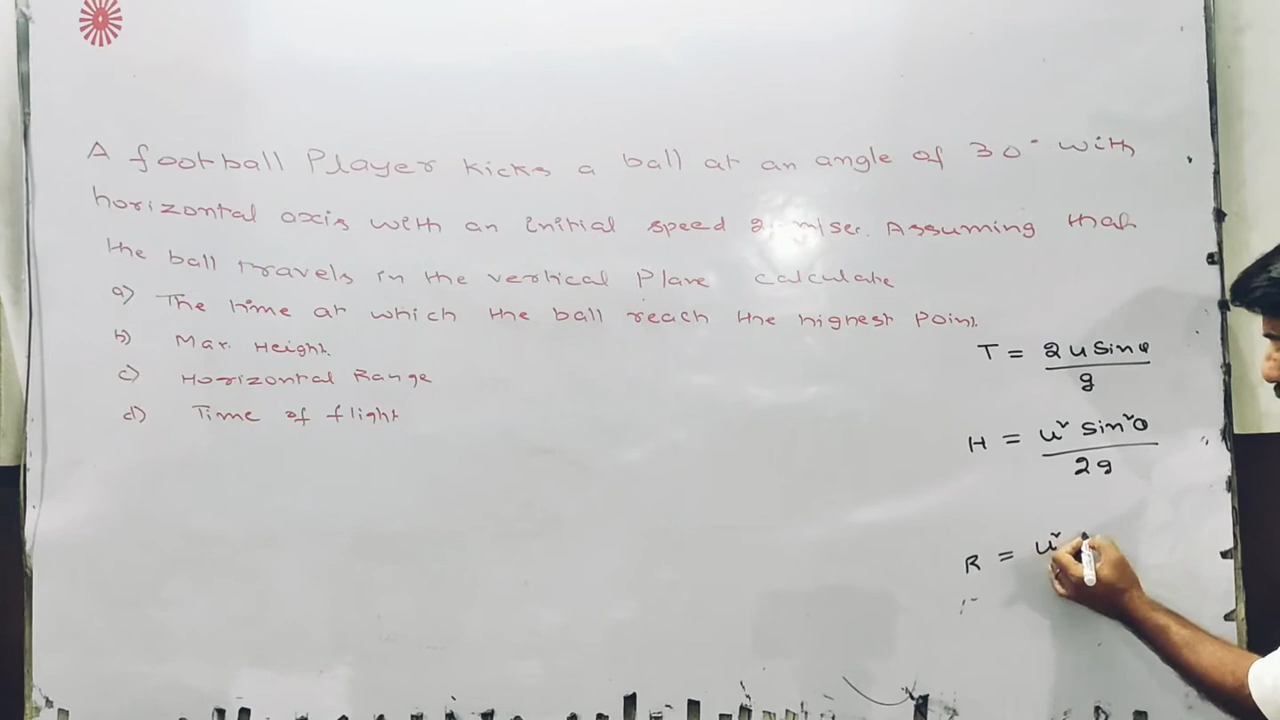 A football Player kicks a ball at an angle of 30° with
horizontal axis with an initial speed m/sec. Assuming that
the ball travels in the vertical Plane calculate
a) The time at which the ball reach the highest Point.
b) Max. Height.
c) Horizontal Range
d) Time of flight
T = 2u Sinθ / g
H = u² Sin²θ / 2g
R = u²